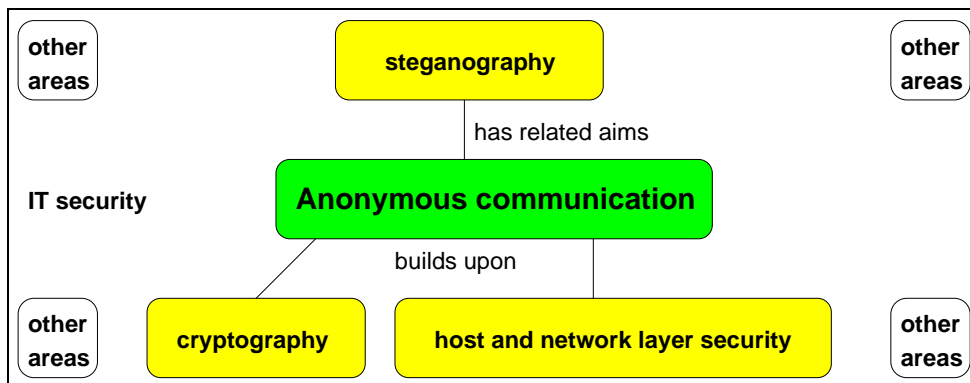 other
areas
steganography
other
areas
has related aims
IT security
Anonymous communication
builds upon
other
areas
cryptography
host and network layer security
other
areas